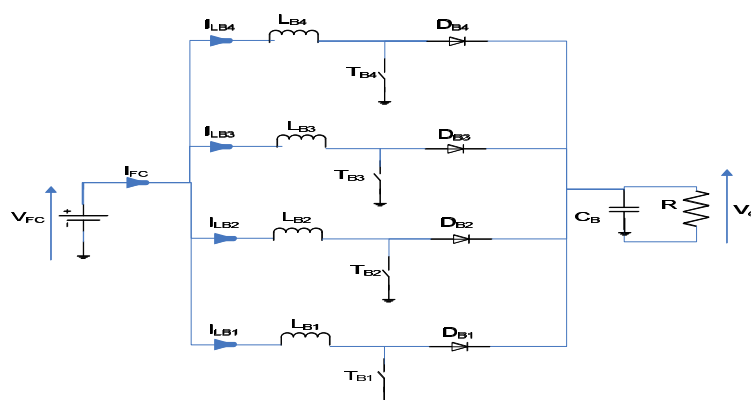 ILB4 LB4 DB4
TB4
ILB3 LB3 DB3
TB3
IFC
VFC + -
ILB2 LB2 DB2
TB2
CB R
ILB1 LB1 DB1
TB1